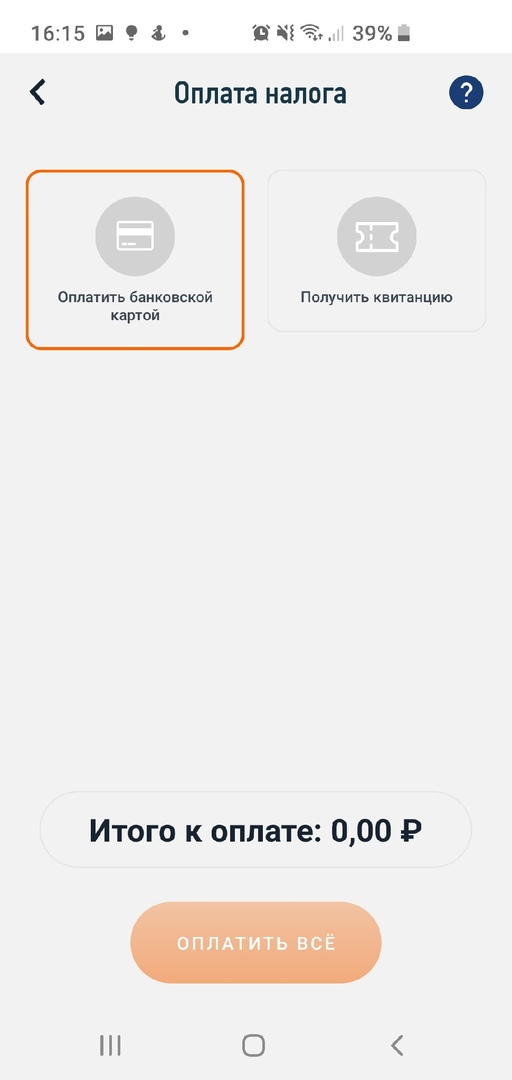 16:15
39%
Оплата налога
?
Оплатить банковской
картой
Получить квитанцию
Итого к оплате: 0,00 ₽
ОПЛАТИТЬ ВСЁ